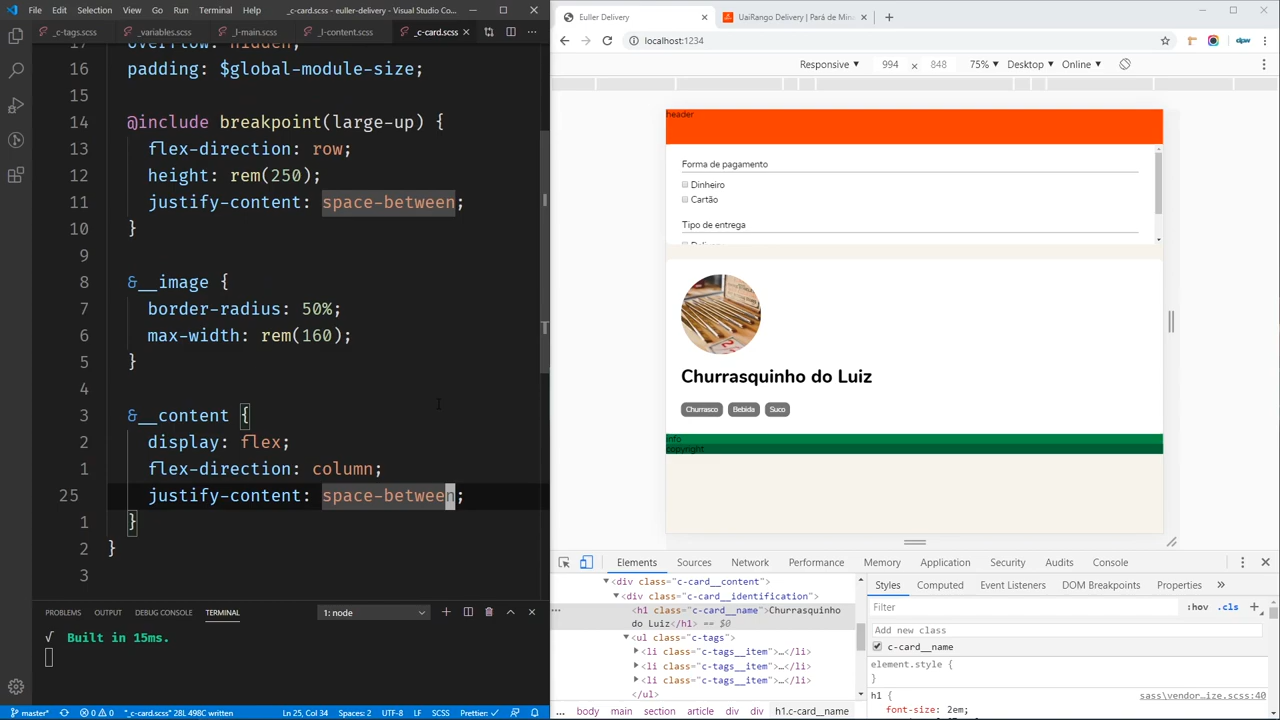 File Edit Selection View Go Run Terminal _c-card.scss - euller-delivery - Visual Studio Co...
_c-tags.scss _variables.scss _l-main.scss _l-content.scss _c-card.scss
17 overflow: hidden;
16 padding: $global-module-size;
15
14 @include breakpoint(large-up) {
13 flex-direction: row;
12 height: rem(250);
11 justify-content: space-between;
10 }
9
8 &__image {
7 border-radius: 50%;
6 max-width: rem(160);
5 }
4
3 &__content {
2 display: flex;
1 flex-direction: column;
25 justify-content: space-between;
1 }
2 }
3
PROBLEMS OUTPUT DEBUG CONSOLE TERMINAL 1: node
√ Built in 15ms.
master* 0 0 "_c-card.scss" 28L 498C written Ln 25, Col 34 Spaces: 2 UTF-8 LF SCSS Prettier: ✓
Euller Delivery UaiRango Delivery | Pará de Min
localhost:1234
Responsive 994 × 848 75% Desktop Online
header
Forma de pagamento
Dinheiro
Cartão
Tipo de entrega
Churrasquinho do Luiz
Churrasco Bebida Suco
info
copyright
Elements Sources Network Performance Memory Application Security Audits Console
<div class="c-card__content">
<div class="c-card__identification">
... <h1 class="c-card__name">Churrasquinho
do Luiz</h1> == $0
<ul class="c-tags">
<li class="c-tags__item">…</li>
<li class="c-tags__item">…</li>
<li class="c-tags__item">…</li>
</ul>
... body main section article div div h1.c-card__name
Styles Computed Event Listeners DOM Breakpoints Properties »
Filter :hov .cls +
Add new class
c-card__name
element.style {
}
h1 { sass\vendor…ize.scss:40
font-size: 2em;